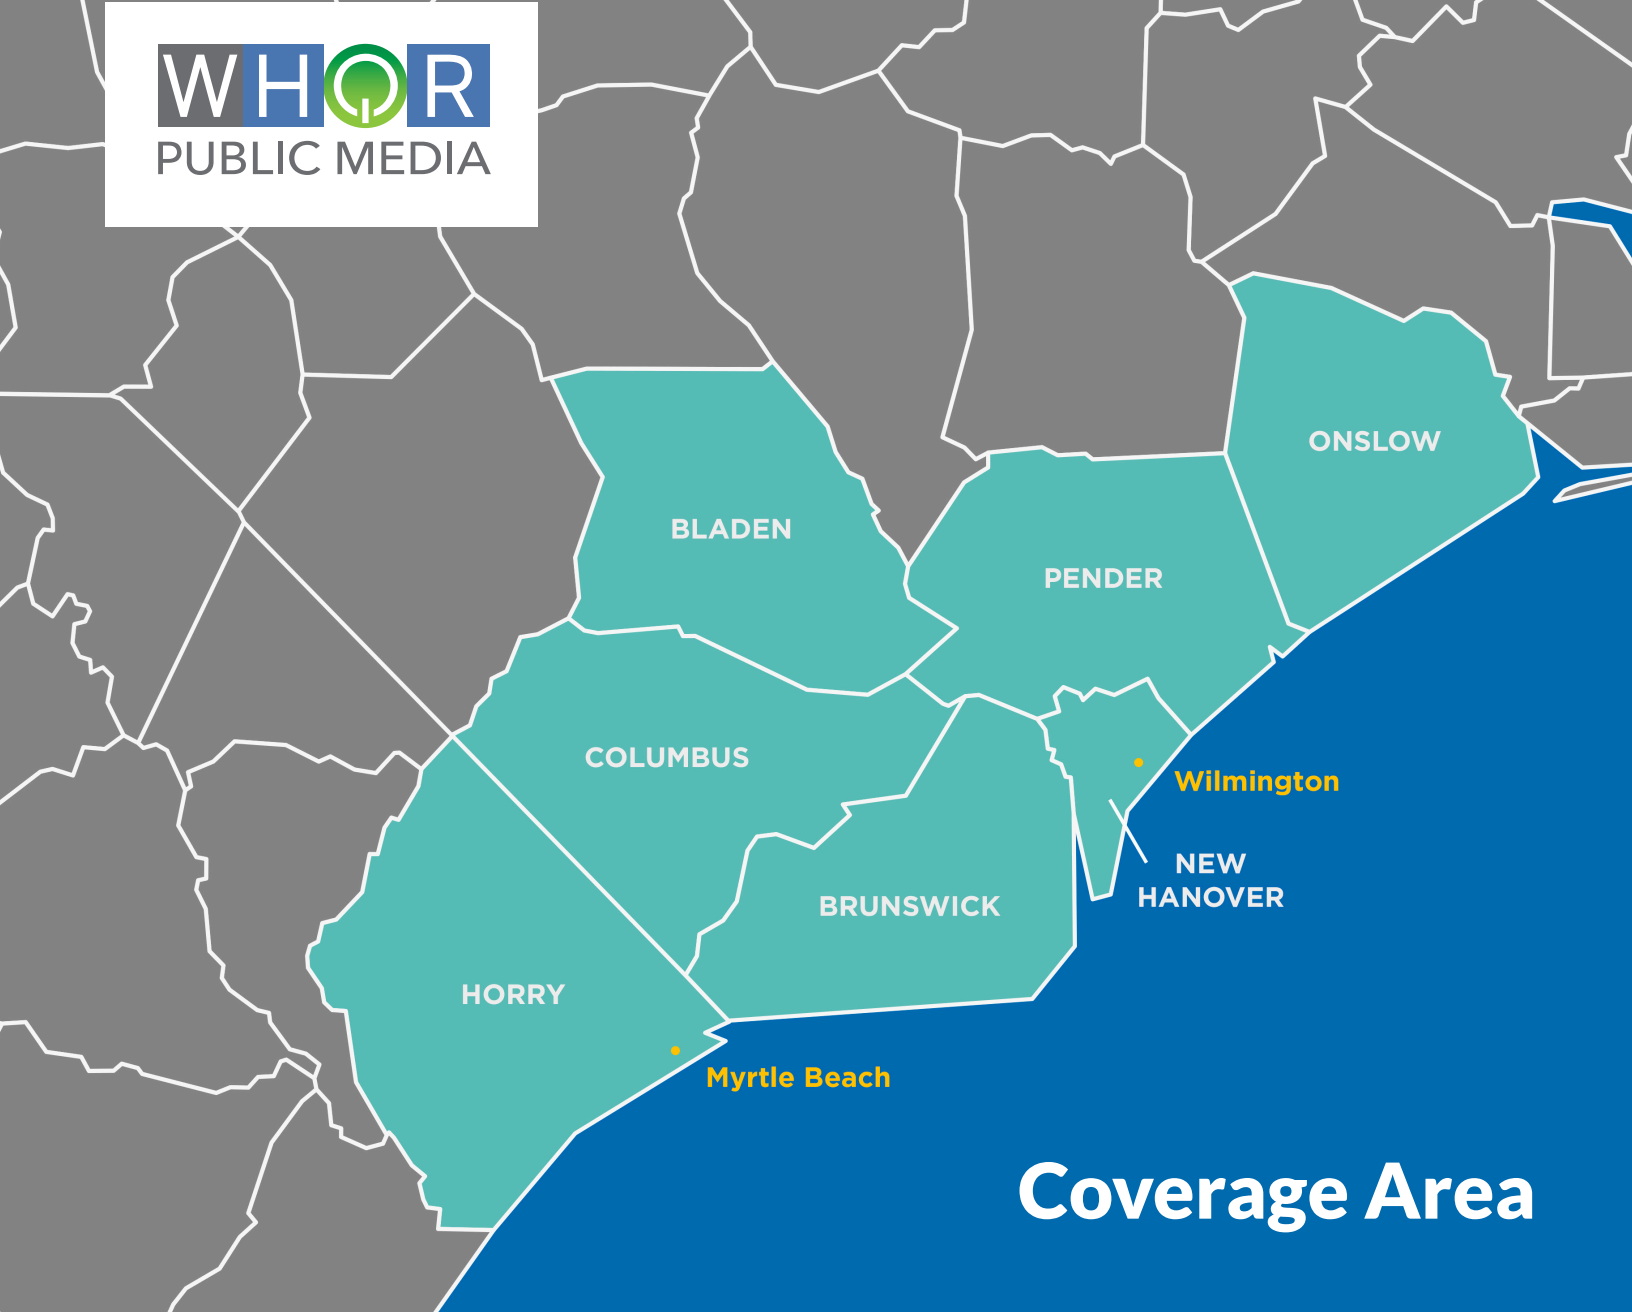 WHQR
PUBLIC MEDIA
ONSLOW
BLADEN
PENDER
COLUMBUS
Wilmington
NEW
HANOVER
BRUNSWICK
HORRY
Myrtle Beach
Coverage Area